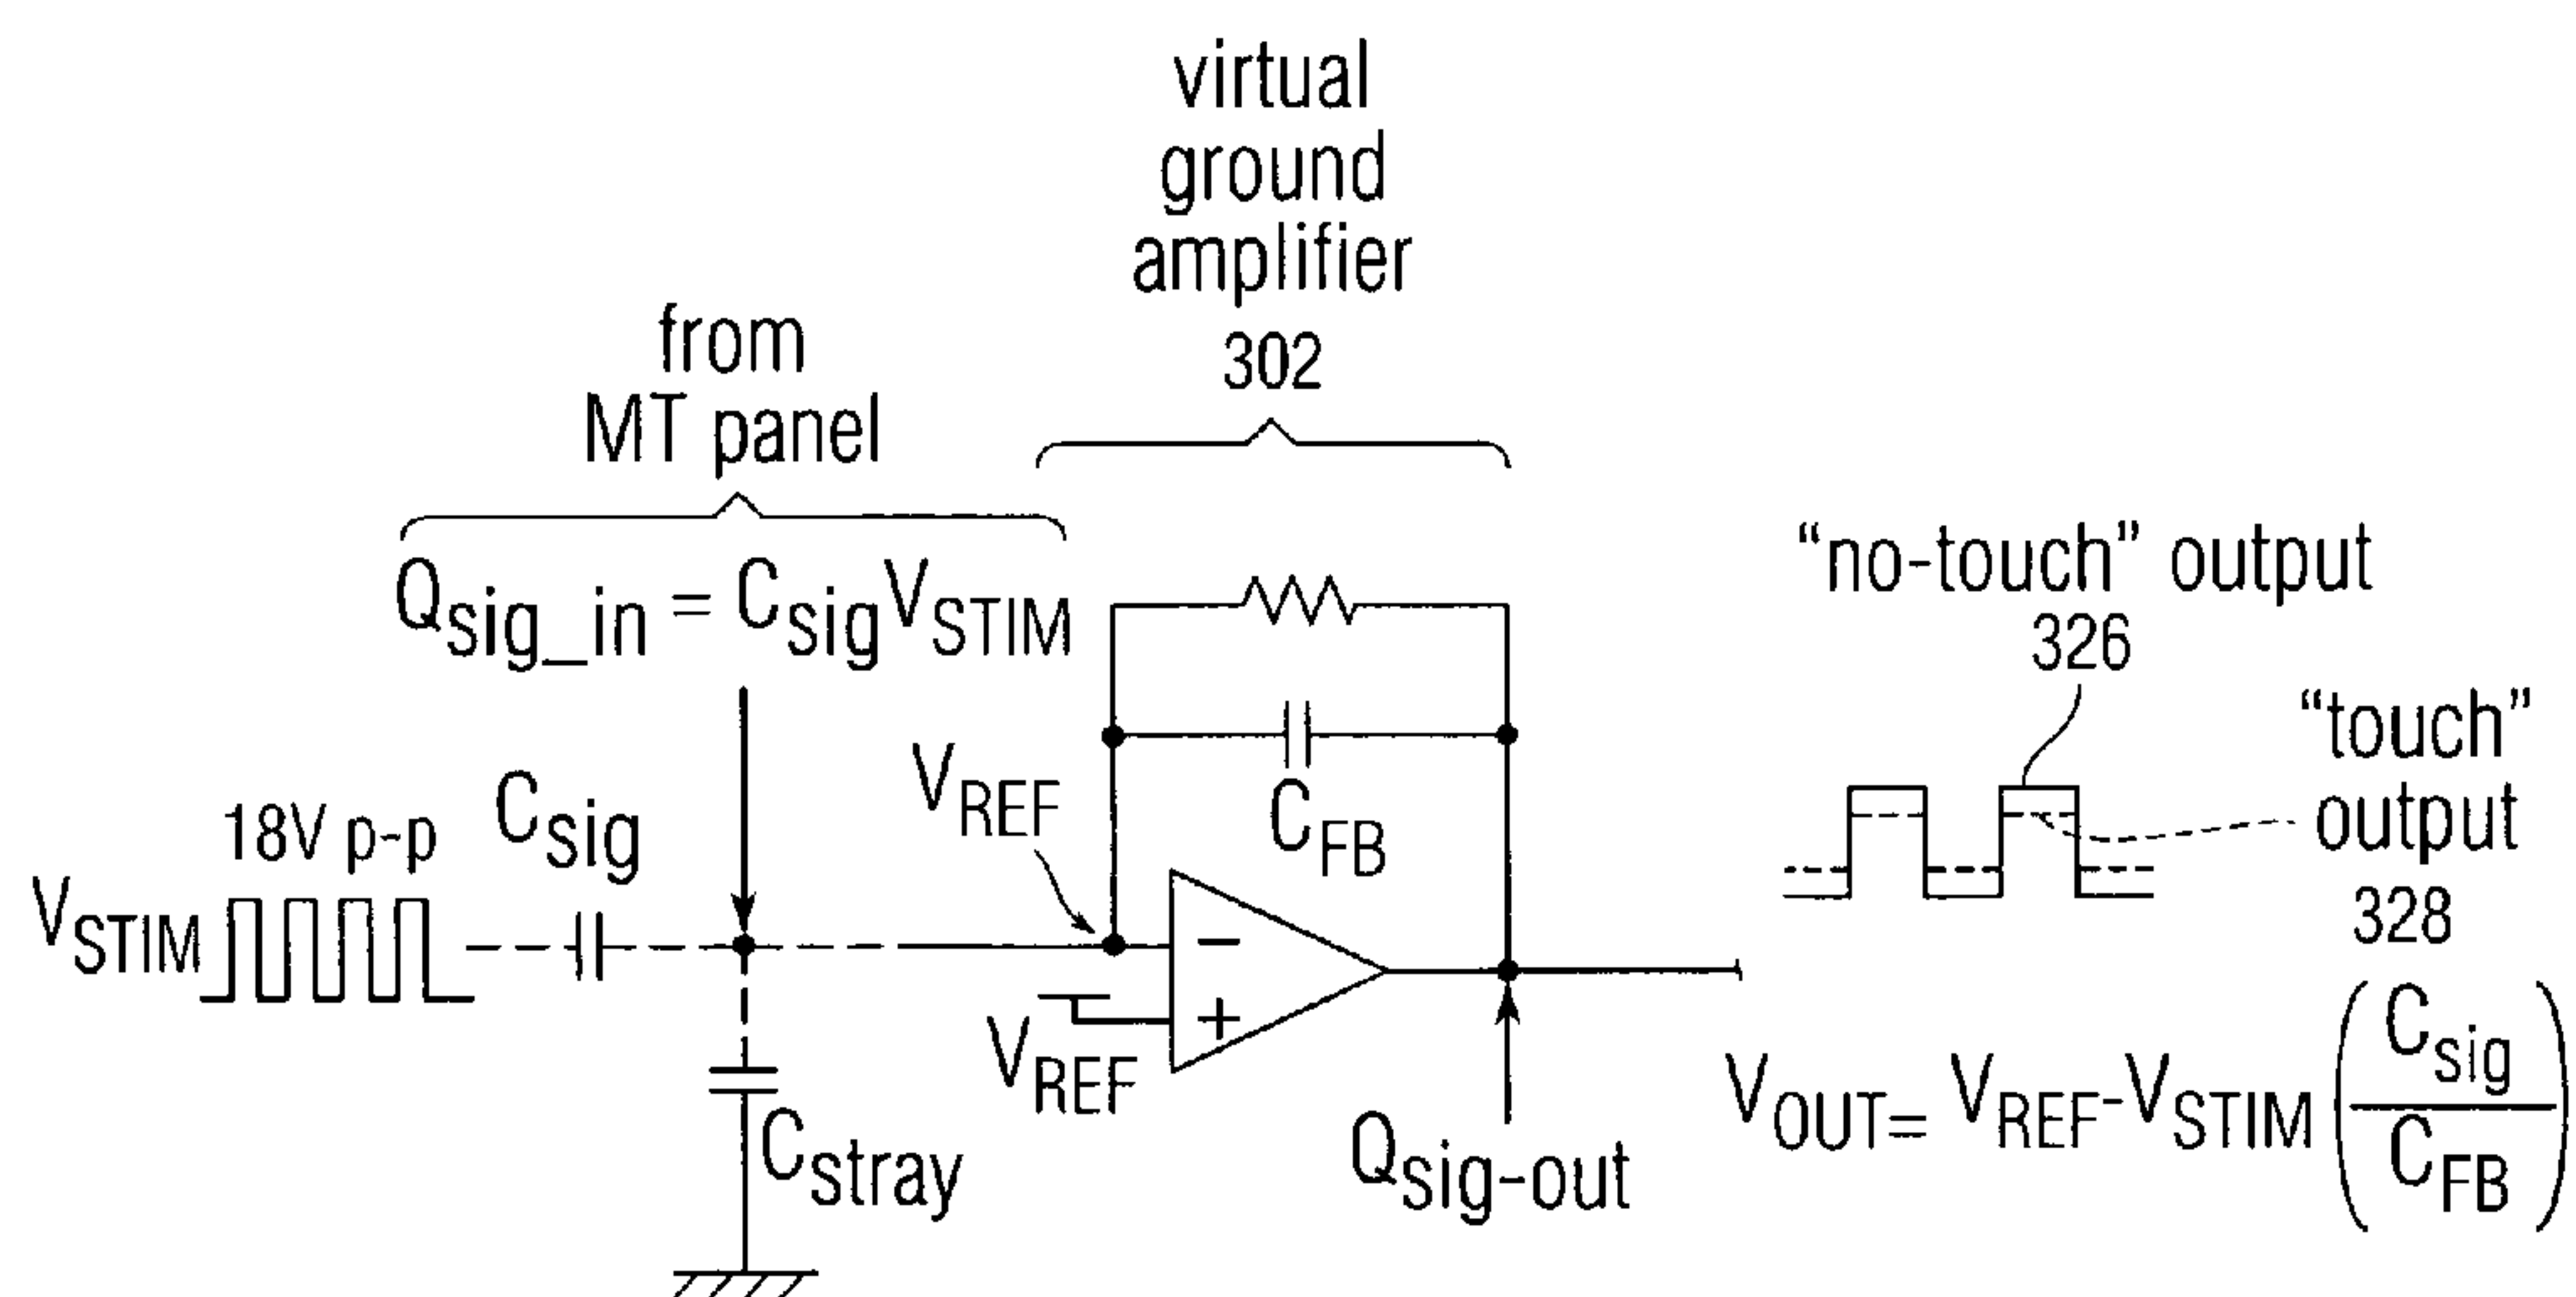 virtual
ground
amplifier
302
from
MT panel
Qsig_in = CsigVSTIM
"no-touch" output
326
"touch"
output
328
VREF
CFB
18V p-p
Csig
VSTIM
VREF
Cstray
Qsig-out
VOUT= VREF-VSTIM (Csig/CFB)